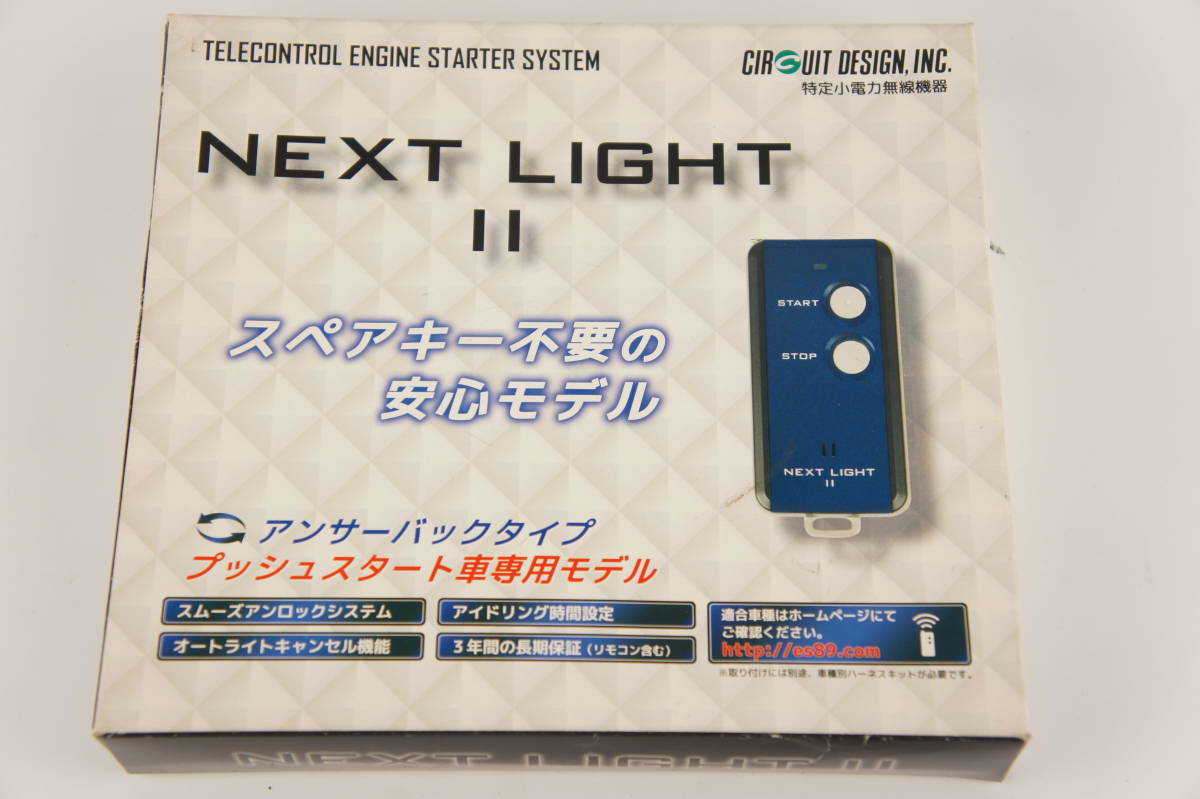 TELECONTROL ENGINE STARTER SYSTEM
CIRCUIT DESIGN, INC.
特定小電力無線機器
NEXT LIGHT
II
スペアキー不要の
安心モデル
START
STOP
NEXT LIGHT
II
アンサーバックタイプ
プッシュスタート車専用モデル
スムーズアンロックシステム
アイドリング時間設定
オートライトキャンセル機能
3年間の長期保証(リモコン含む)
適合車種はホームページにて
ご確認ください。
http://es89.com
※取り付けには別途、車種別ハーネスキットが必要です。
NEXT LIGHT II